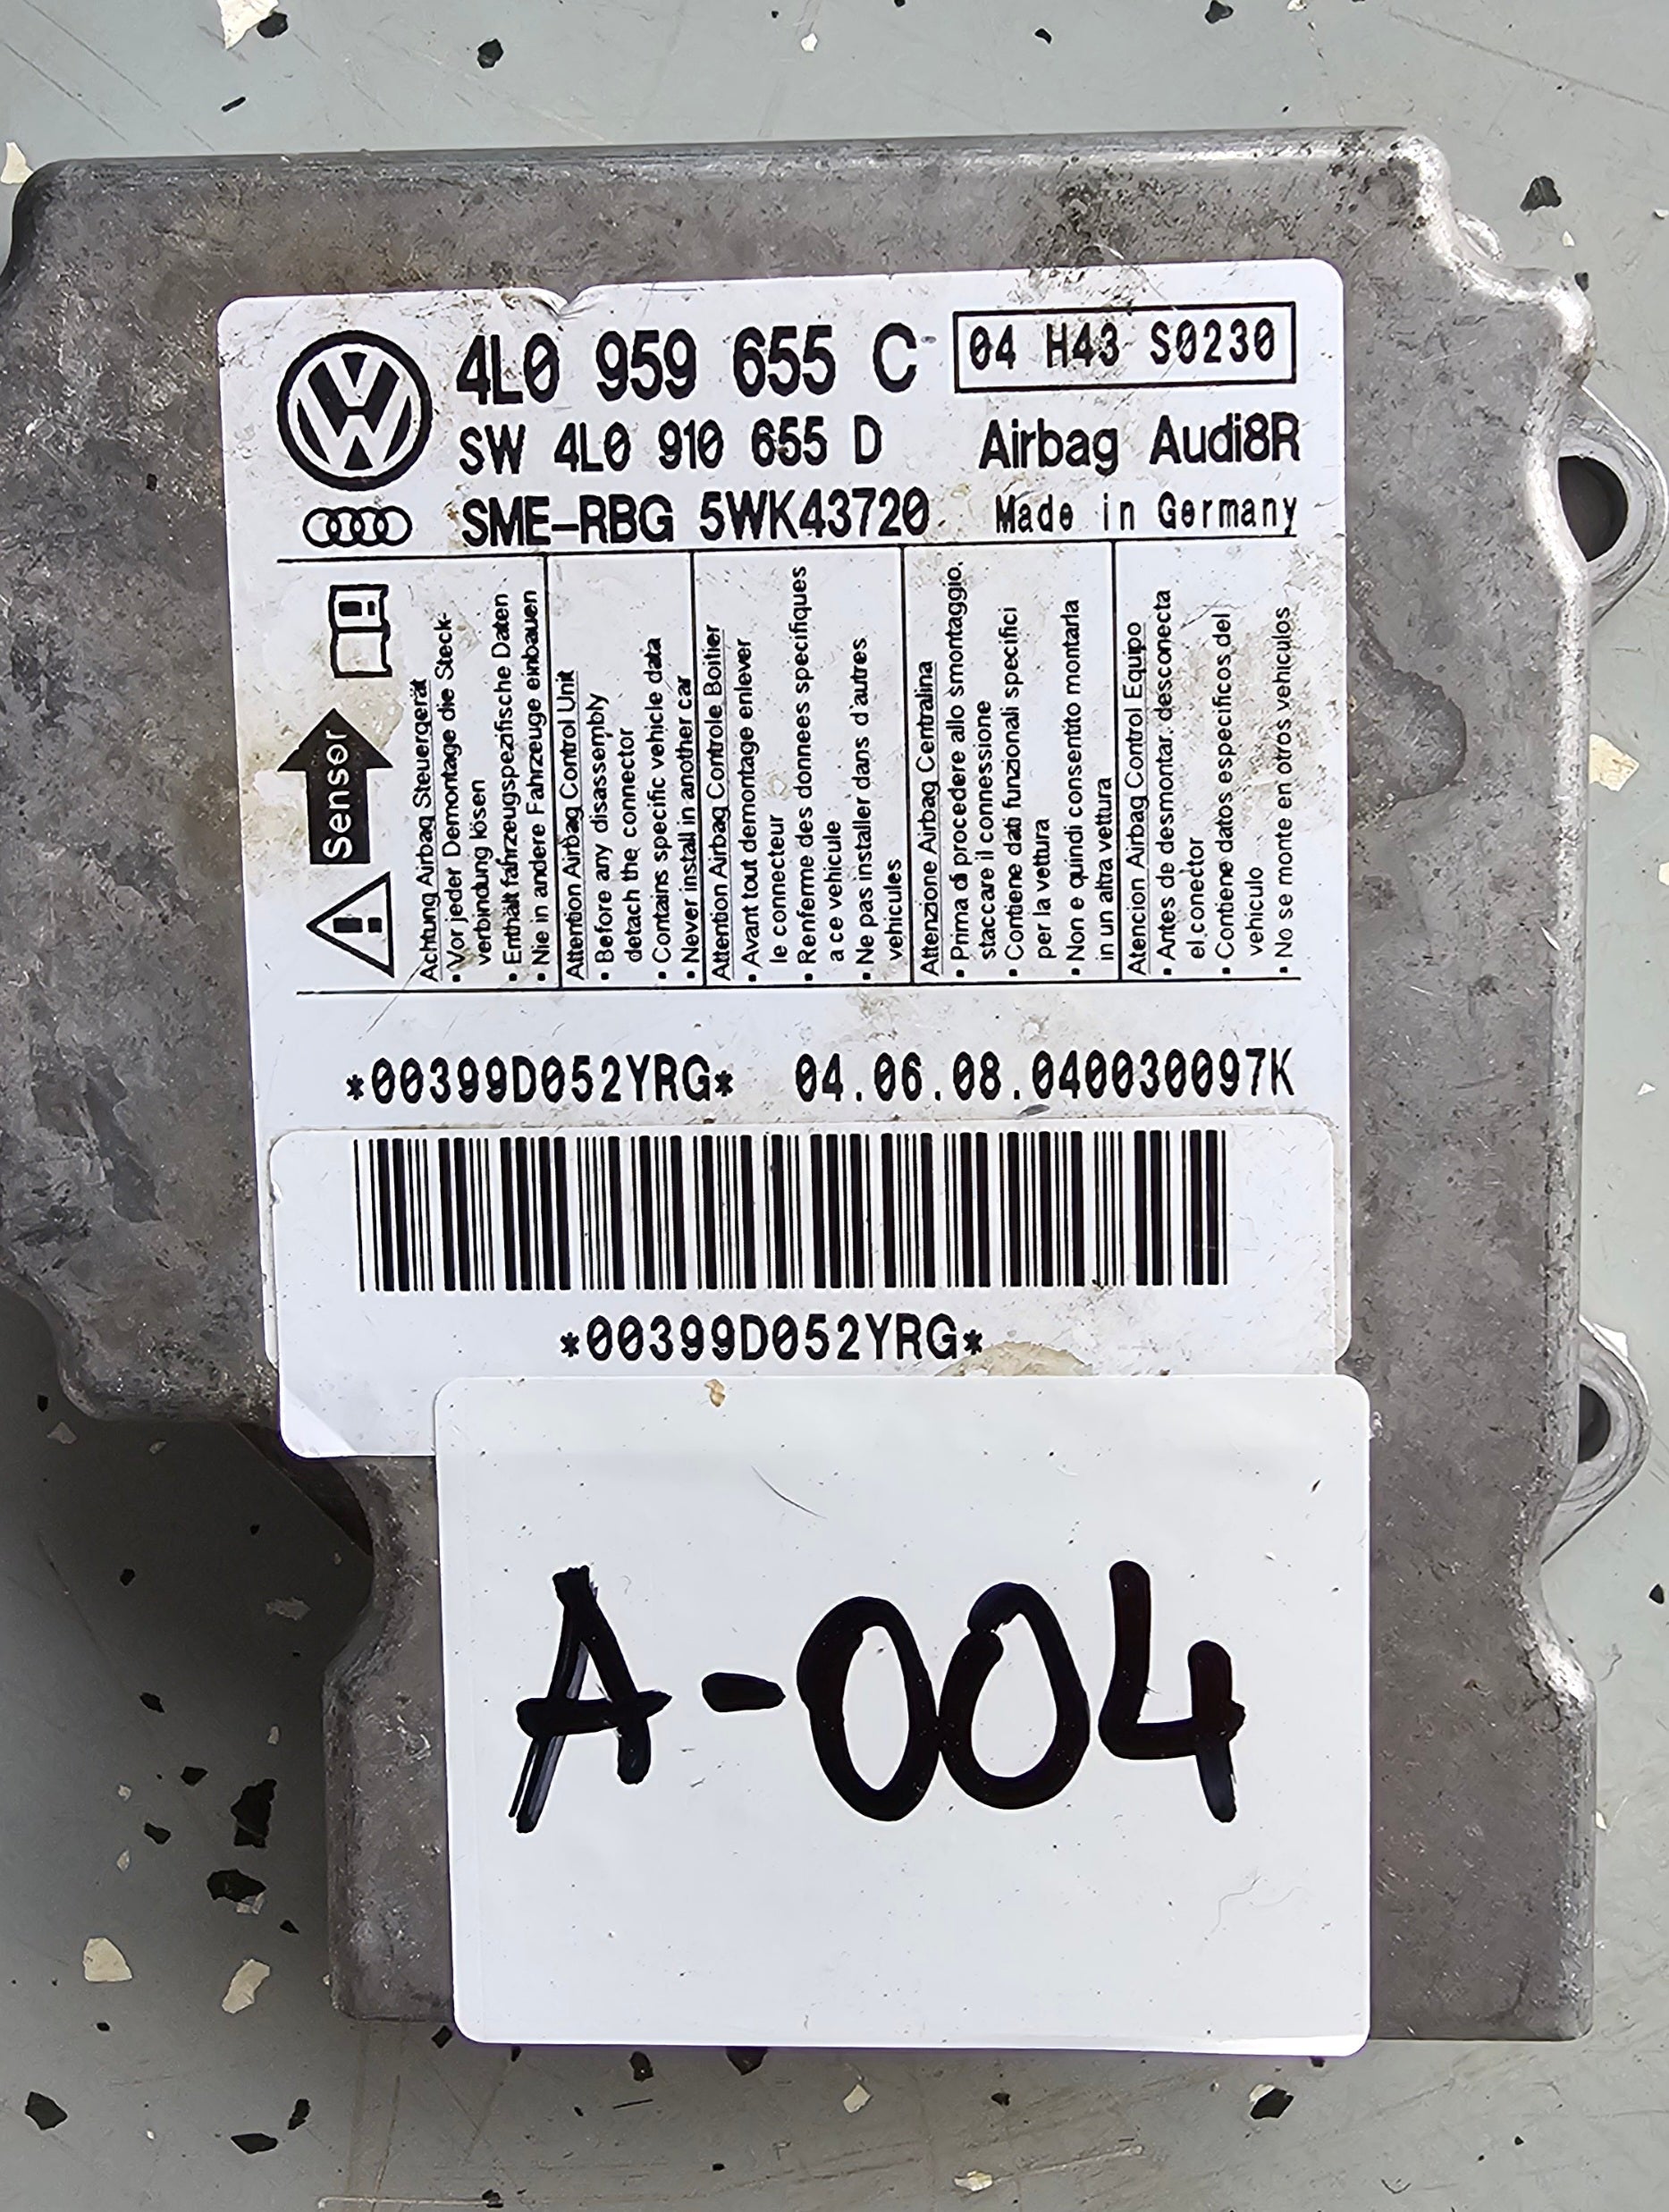 4L0 959 655 C
04 H43 S0230
SW 4L0 910 655 D
Airbag Audi8R
SME-RBG 5WK43720
Made in Germany
Sensor
Achtung Airbag Steuergerät
• Vor jeder Demontage die Steck-
verbindung lösen
• Enthält fahrzeugspezifische Daten
• Nie in andere Fahrzeuge einbauen
Attention Airbag Control Unit
• Before any disassembly
detach the connector
• Contains specific vehicle data
• Never install in another car
Attention Airbag Controle Boitier
• Avant tout demontage enlever
le connecteur
• Renferme des donnees specifiques
a ce vehicule
• Ne pas installer dans d'autres
vehicules
Attenzione Airbag Centralina
• Prima di procedere allo smontaggio,
staccare il connessione
• Contiene dati funzionali specifici
per la vettura
• Non e quindi consentito montarla
in un altra vettura
Atencion Airbag Control Equipo
• Antes de desmontar, desconecta
el conector
• Contiene datos especificos del
vehiculo
• No se monte en otros vehiculos
*00399D052YRG* 04.06.08.040030097K
*00399D052YRG*
A-004